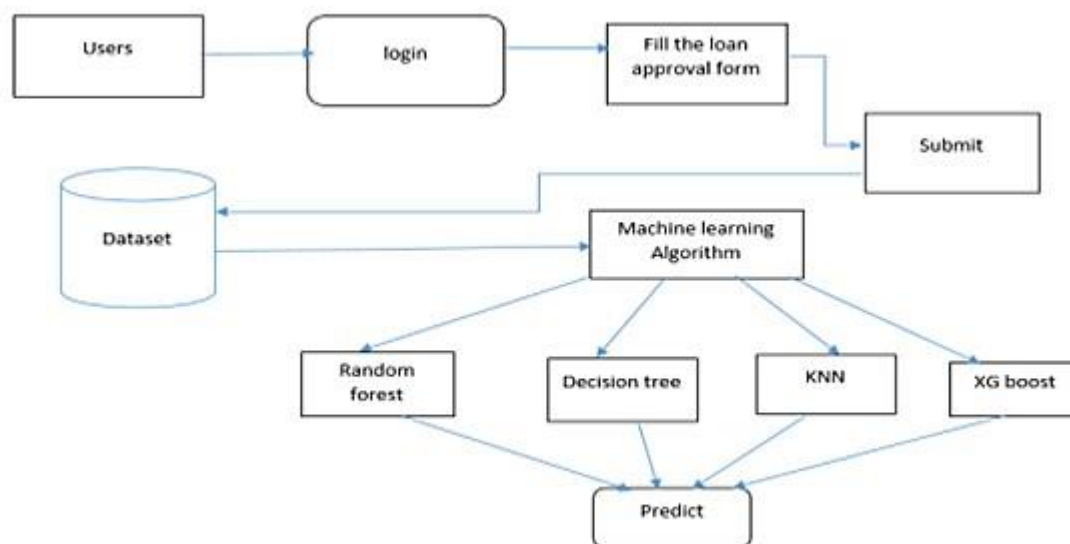 Users
login
Fill the loan
approval form
Submit
Dataset
Machine learning
Algorithm
Random
forest
Decision tree
KNN
XG boost
Predict